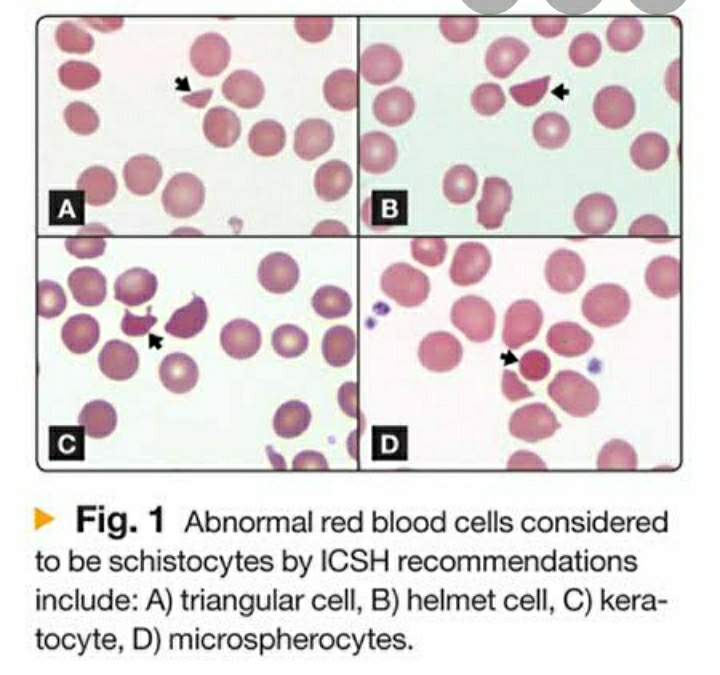 A
B
C
D
▶ Fig. 1 Abnormal red blood cells considered
to be schistocytes by ICSH recommendations
include: A) triangular cell, B) helmet cell, C) kera-
tocyte, D) microspherocytes.